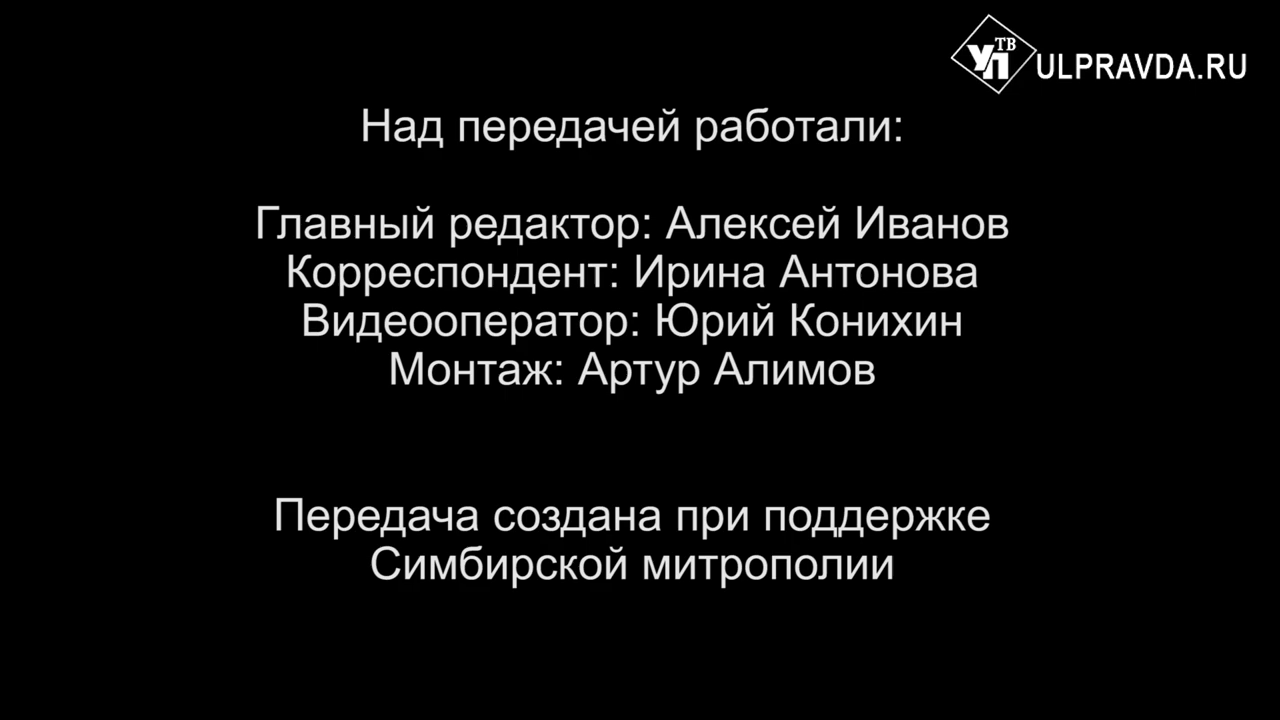 УП ТВ
ULPRAVDA.RU
Над передачей работали:
Главный редактор: Алексей Иванов
Корреспондент: Ирина Антонова
Видеооператор: Юрий Конихин
Монтаж: Артур Алимов
Передача создана при поддержке
Симбирской митрополии